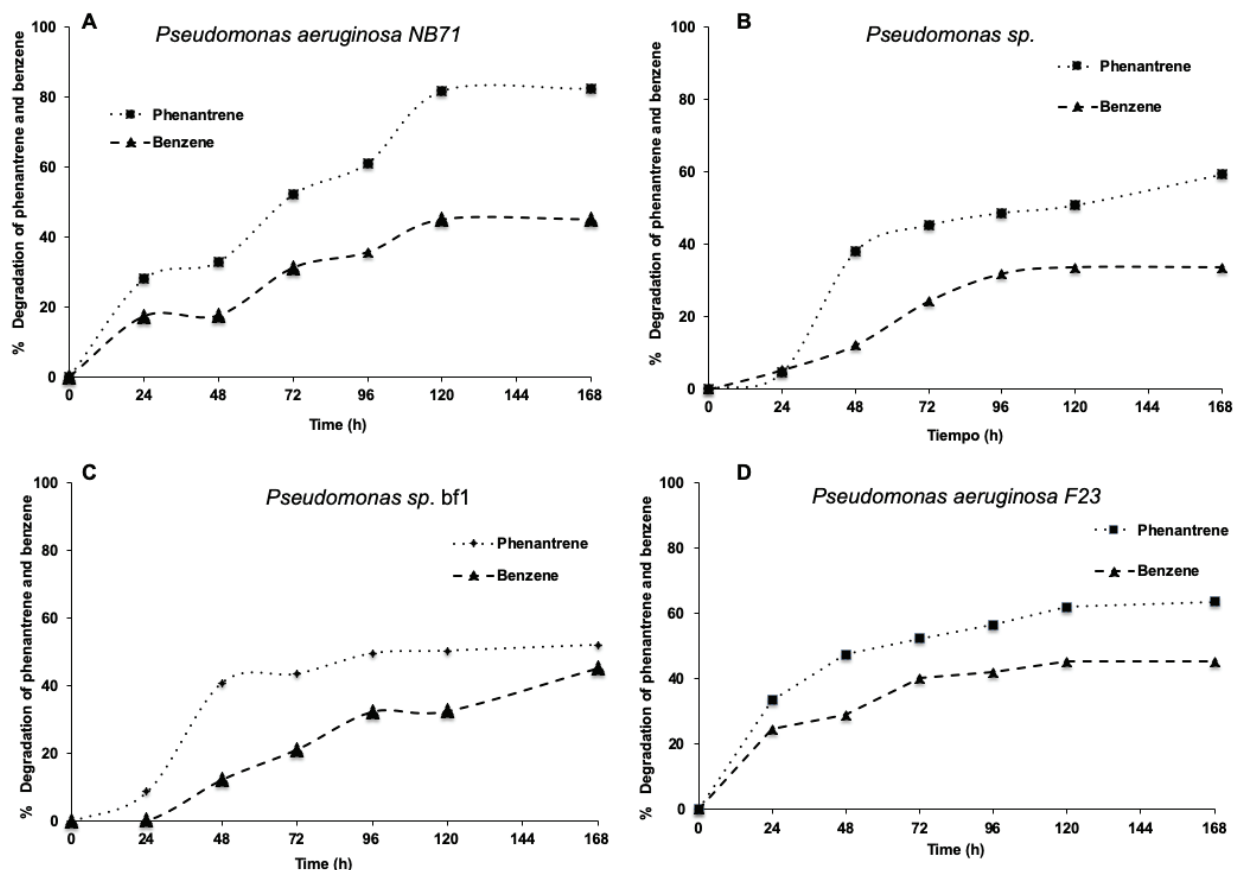 A
Pseudomonas aeruginosa NB71
% Degradation of phenantrene and benzene
100
80
60
40
20
0
Phenantrene
Benzene
0 24 48 72 96 120 144 168
Time (h)
B
Pseudomonas sp.
% Degradation of phenantrene and benzene
100
80
60
40
20
0
Phenantrene
Benzene
0 24 48 72 96 120 144 168
Tiempo (h)
C
Pseudomonas sp. bf1
% Degradation of phenantrene and benzene
100
80
60
40
20
0
Phenantrene
Benzene
0 24 48 72 96 120 144 168
Time (h)
D
Pseudomonas aeruginosa F23
% Degradation of phenantrene and benzene
100
80
60
40
20
0
Phenantrene
Benzene
0 24 48 72 96 120 144 168
Time (h)